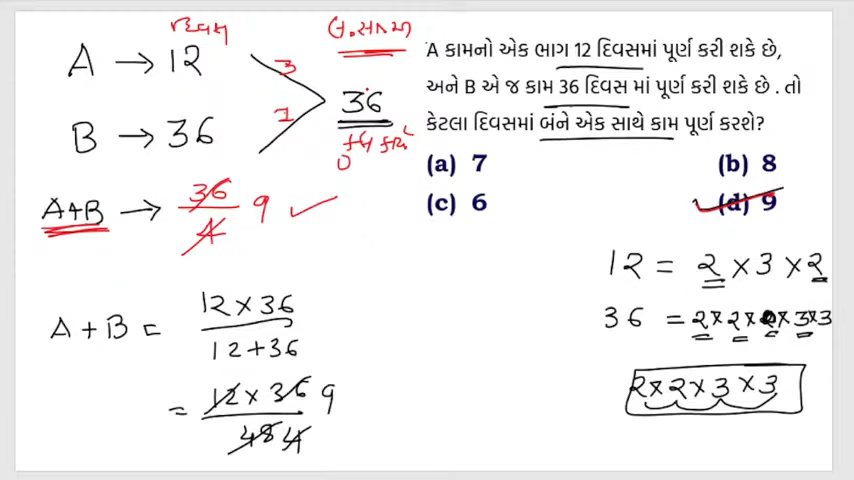 દિવસ
A → 12
3
લ.સા.અ
36
B → 36
1
A+B → 36/4 9
A કામનો એક ભાગ 12 દિવસમાં પૂર્ણ કરી શકે છે,
અને B એ જ કામ 36 દિવસ માં પૂર્ણ કરી શકે છે . તો
કેટલા દિવસમાં બંને એક સાથે કામ પૂર્ણ કરશે?
(a) 7
(b) 8
(c) 6
(d) 9
A + B = 12 × 36 / 12 + 36
= 12 × 36 9 / 48 4
12 = 2 × 3 × 2
36 = 2 × 2 × 3 × 3
2 × 2 × 3 × 3